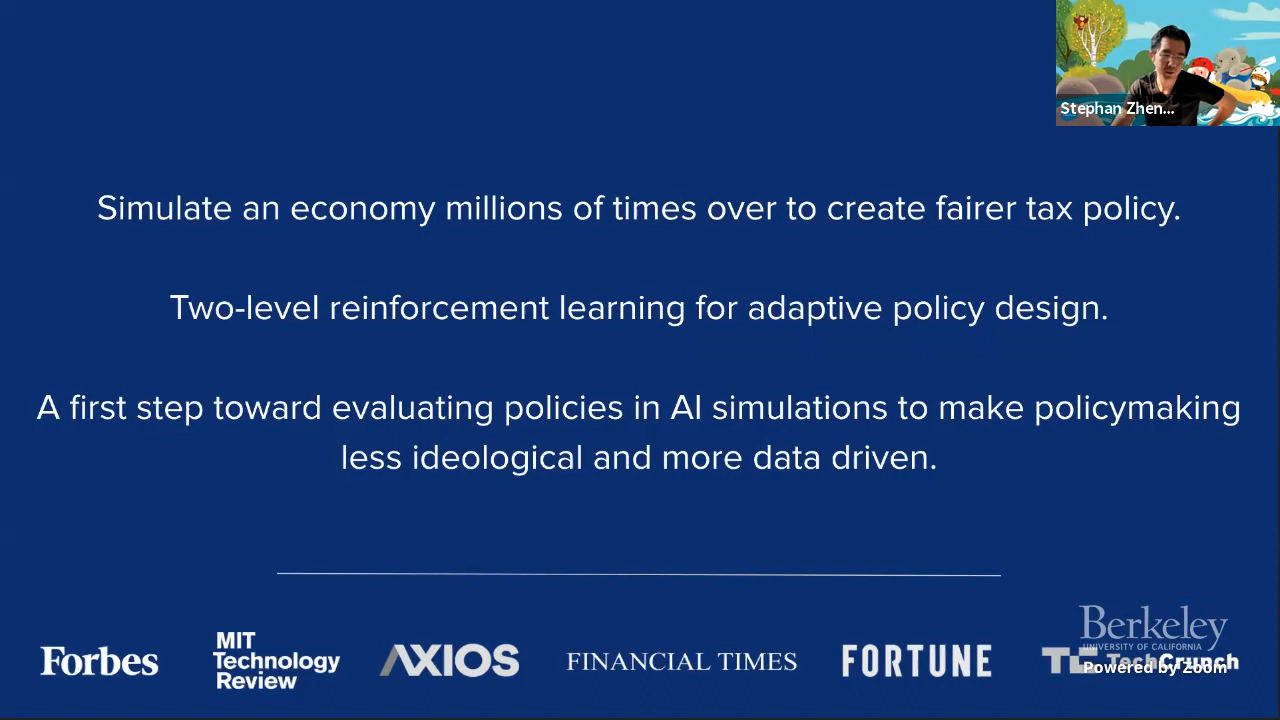 Stephan Zhen...
Simulate an economy millions of times over to create fairer tax policy.
Two-level reinforcement learning for adaptive policy design.
A first step toward evaluating policies in AI simulations to make policymaking
less ideological and more data driven.
Forbes
MIT
Technology
Review
AXIOS
FINANCIAL TIMES
FORTUNE
TechCrunch
Berkeley
UNIVERSITY OF CALIFORNIA
Powered by Zoom